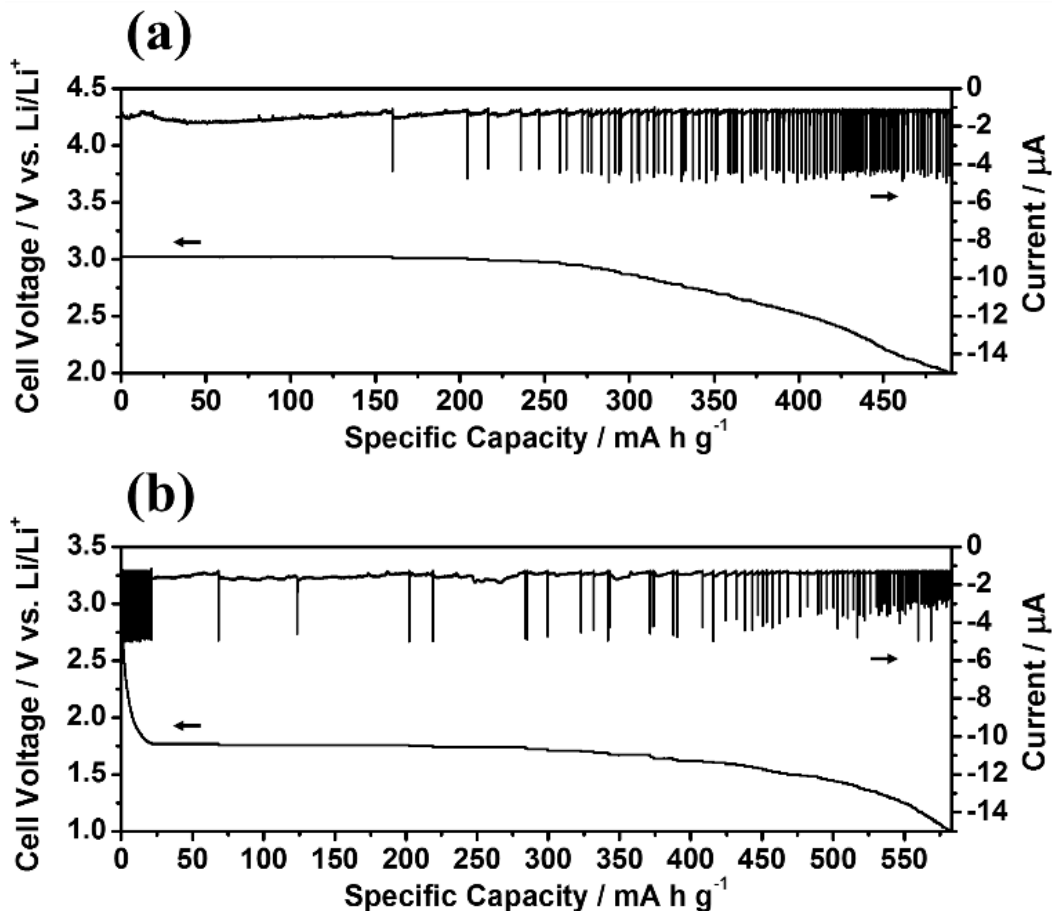 (a)
Cell Voltage / V vs. Li/Li⁺
4.5
4.0
3.5
3.0
2.5
2.0
0 50 100 150 200 250 300 350 400 450
Specific Capacity / mA h g⁻¹
0
-2
-4
-6
-8
-10
-12
-14
Current / µA
(b)
Cell Voltage / V vs. Li/Li⁺
3.5
3.0
2.5
2.0
1.5
1.0
0 50 100 150 200 250 300 350 400 450 500 550
Specific Capacity / mA h g⁻¹
0
-2
-4
-6
-8
-10
-12
-14
Current / µA